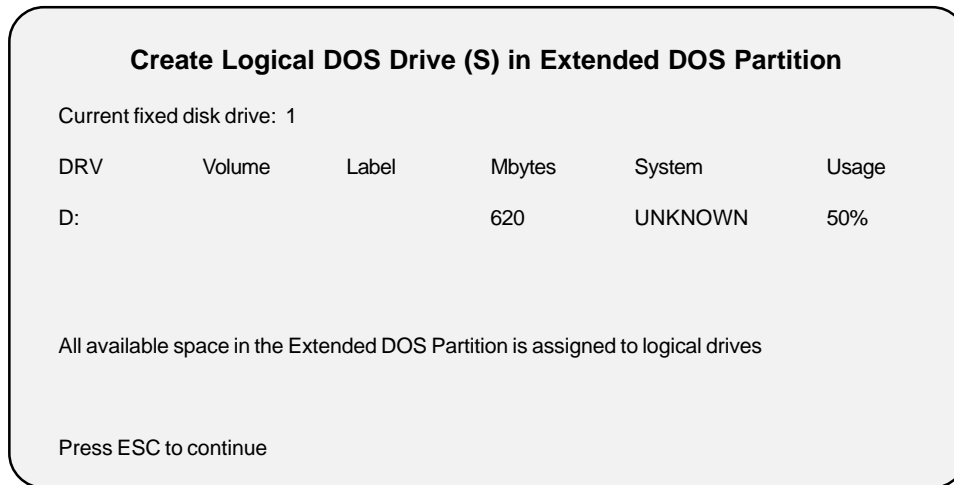 Create Logical DOS Drive (S) in Extended DOS Partition
Current fixed disk drive: 1
DRV Volume Label Mbytes System Usage
D: 620 UNKNOWN 50%
All available space in the Extended DOS Partition is assigned to logical drives
Press ESC to continue